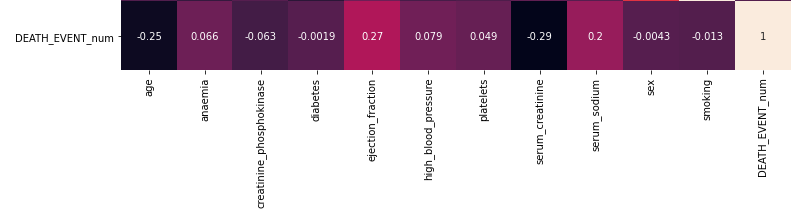 DEATH_EVENT_num
-0.25 0.066 -0.063 -0.0019 0.27 0.079 0.049 -0.29 0.2 -0.0043 -0.013 1
age
anaemia
creatinine_phosphokinase
diabetes
ejection_fraction
high_blood_pressure
platelets
serum_creatinine
serum_sodium
sex
smoking
DEATH_EVENT_num